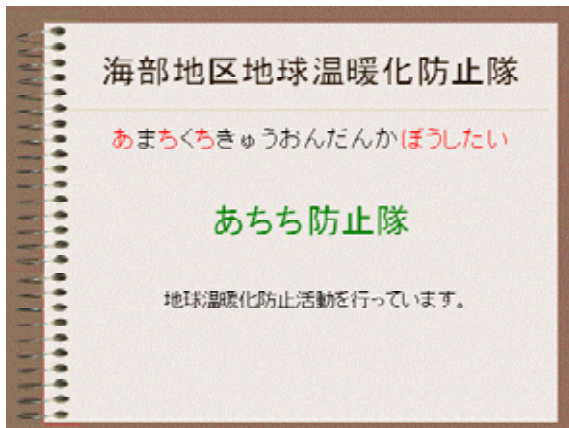 海部地区地球温暖化防止隊
あまちくちきゅうおんだんかぼうしたい
あちち防止隊
地球温暖化防止活動を行っています。